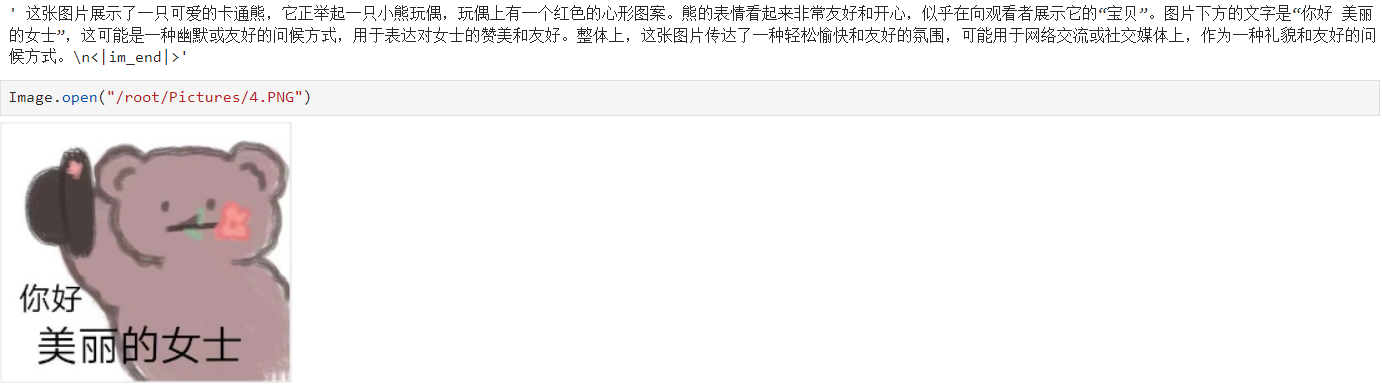 ' 这张图片展示了一只可爱的卡通熊，它正举起一只小熊玩偶，玩偶上有一个红色的心形图案。熊的表情看起来非常友好和开心，似乎在向观看者展示它的“宝贝”。图片下方的文字是“你好 美丽
的女士”，这可能是一种幽默或友好的问候方式，用于表达对女士的赞美和友好。整体上，这张图片传达了一种轻松愉快和友好的氛围，可能用于网络交流或社交媒体上，作为一种礼貌和友好的问
候方式。\n<|im_end|>'
Image.open("/root/Pictures/4.PNG")
你好
美丽的女士